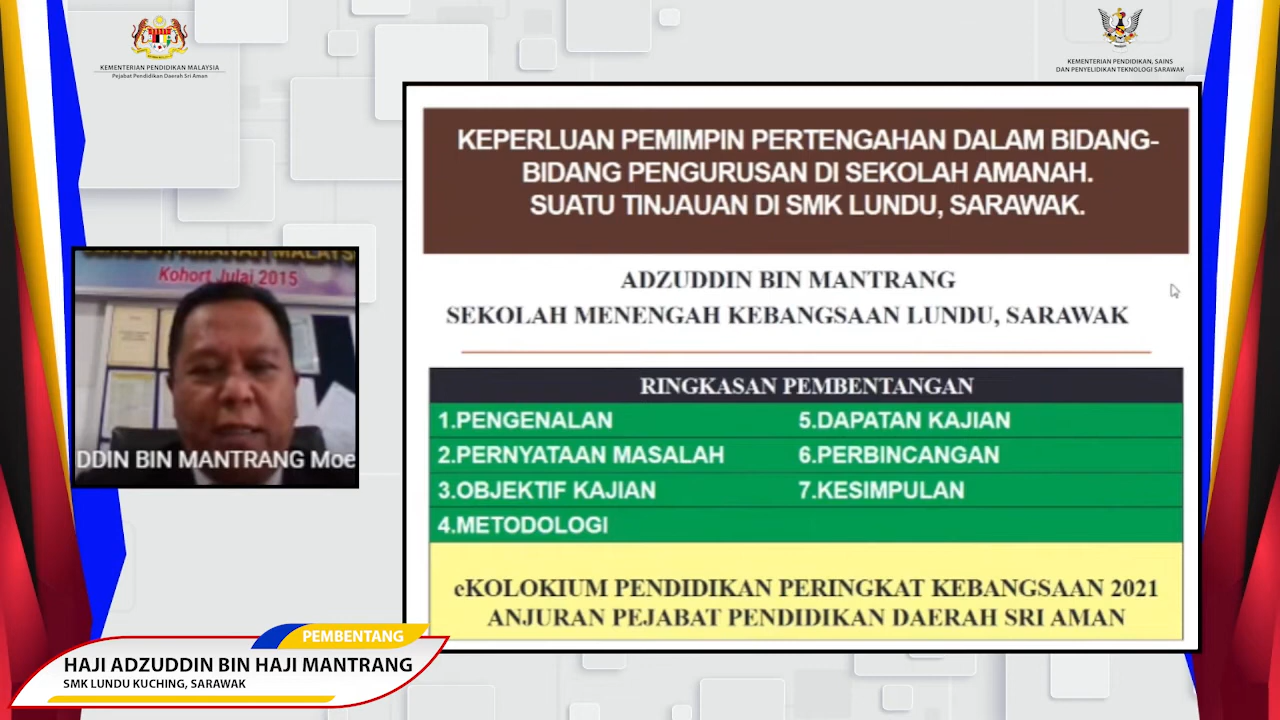 KEMENTERIAN PENDIDIKAN MALAYSIA
Pejabat Pendidikan Daerah Sri Aman
KEMENTERIAN PENDIDIKAN, SAINS
DAN PENYELIDIKAN TEKNOLOGI SARAWAK
KEPERLUAN PEMIMPIN PERTENGAHAN DALAM BIDANG-
BIDANG PENGURUSAN DI SEKOLAH AMANAH.
SUATU TINJAUAN DI SMK LUNDU, SARAWAK.
ADZUDDIN BIN MANTRANG
SEKOLAH MENENGAH KEBANGSAAN LUNDU, SARAWAK
RINGKASAN PEMBENTANGAN
1.PENGENALAN
2.PERNYATAAN MASALAH
3.OBJEKTIF KAJIAN
4.METODOLOGI
5.DAPATAN KAJIAN
6.PERBINCANGAN
7.KESIMPULAN
eKOLOKIUM PENDIDIKAN PERINGKAT KEBANGSAAN 2021
ANJURAN PEJABAT PENDIDIKAN DAERAH SRI AMAN
Kohort Julai 2015
DDIN BIN MANTRANG Moe
PEMBENTANG
HAJI ADZUDDIN BIN HAJI MANTRANG
SMK LUNDU KUCHING, SARAWAK